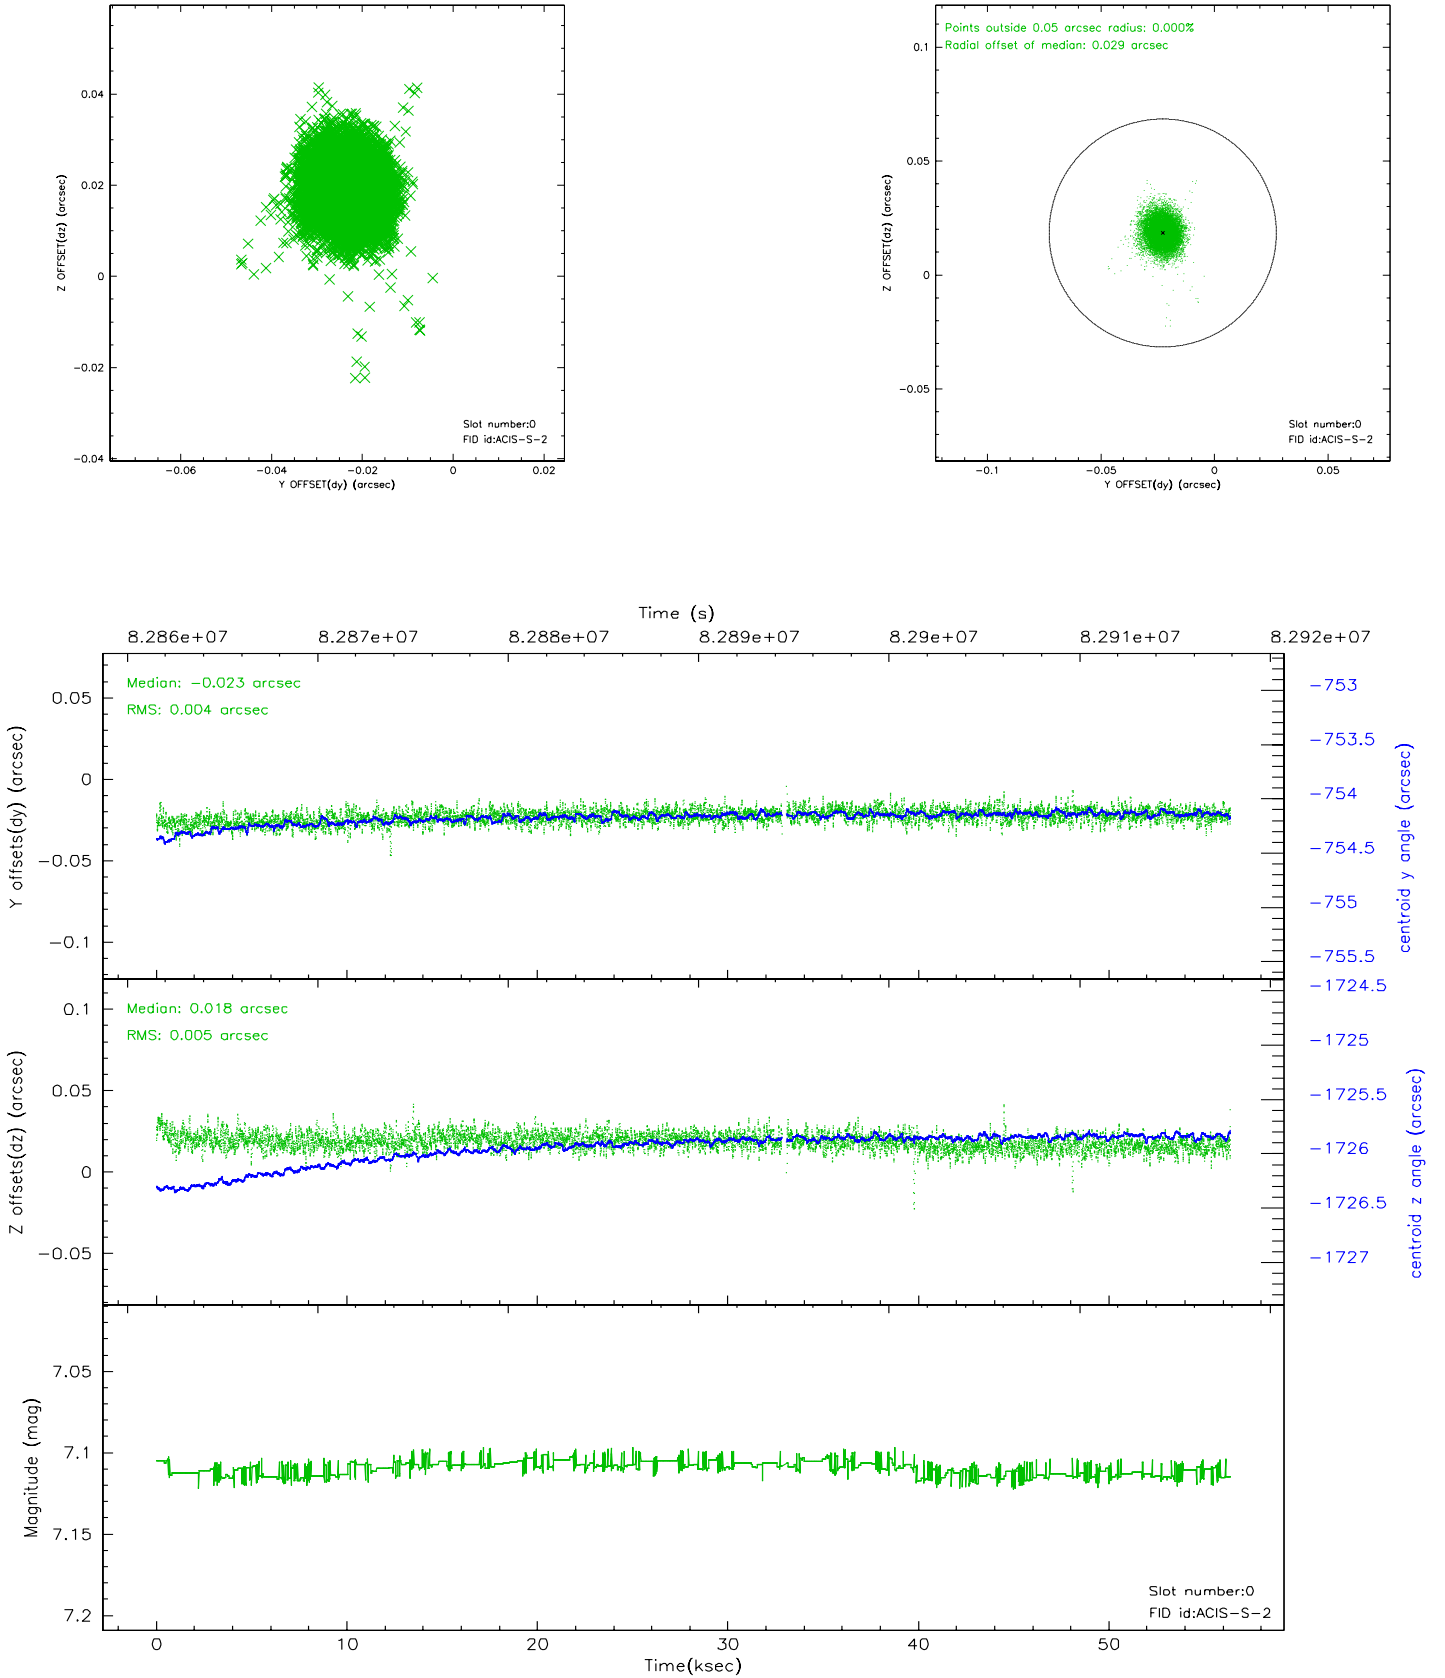 0.04
0.02
0
−0.02
−0.04
Z OFFSET(dz) (arcsec)
−0.06
−0.04
−0.02
0
0.02
Y OFFSET(dy) (arcsec)
Slot number:0
FID id:ACIS−S−2
Points outside 0.05 arcsec radius: 0.000%
Radial offset of median: 0.029 arcsec
0.1
0.05
0
−0.05
Z OFFSET(dz) (arcsec)
−0.1
−0.05
0
0.05
Y OFFSET(dy) (arcsec)
Slot number:0
FID id:ACIS−S−2
Time (s)
8.286e+07
8.287e+07
8.288e+07
8.289e+07
8.29e+07
8.291e+07
8.292e+07
Median: −0.023 arcsec
RMS: 0.004 arcsec
0.05
0
−0.05
−0.1
Y offsets(dy) (arcsec)
−753
−753.5
−754
−754.5
−755
−755.5
centroid y angle (arcsec)
Median: 0.018 arcsec
RMS: 0.005 arcsec
0.1
0.05
0
−0.05
Z offsets(dz) (arcsec)
−1724.5
−1725
−1725.5
−1726
−1726.5
−1727
centroid z angle (arcsec)
7.05
7.1
7.15
7.2
Magnitude (mag)
Slot number:0
FID id:ACIS−S−2
0
10
20
30
40
50
Time(ksec)